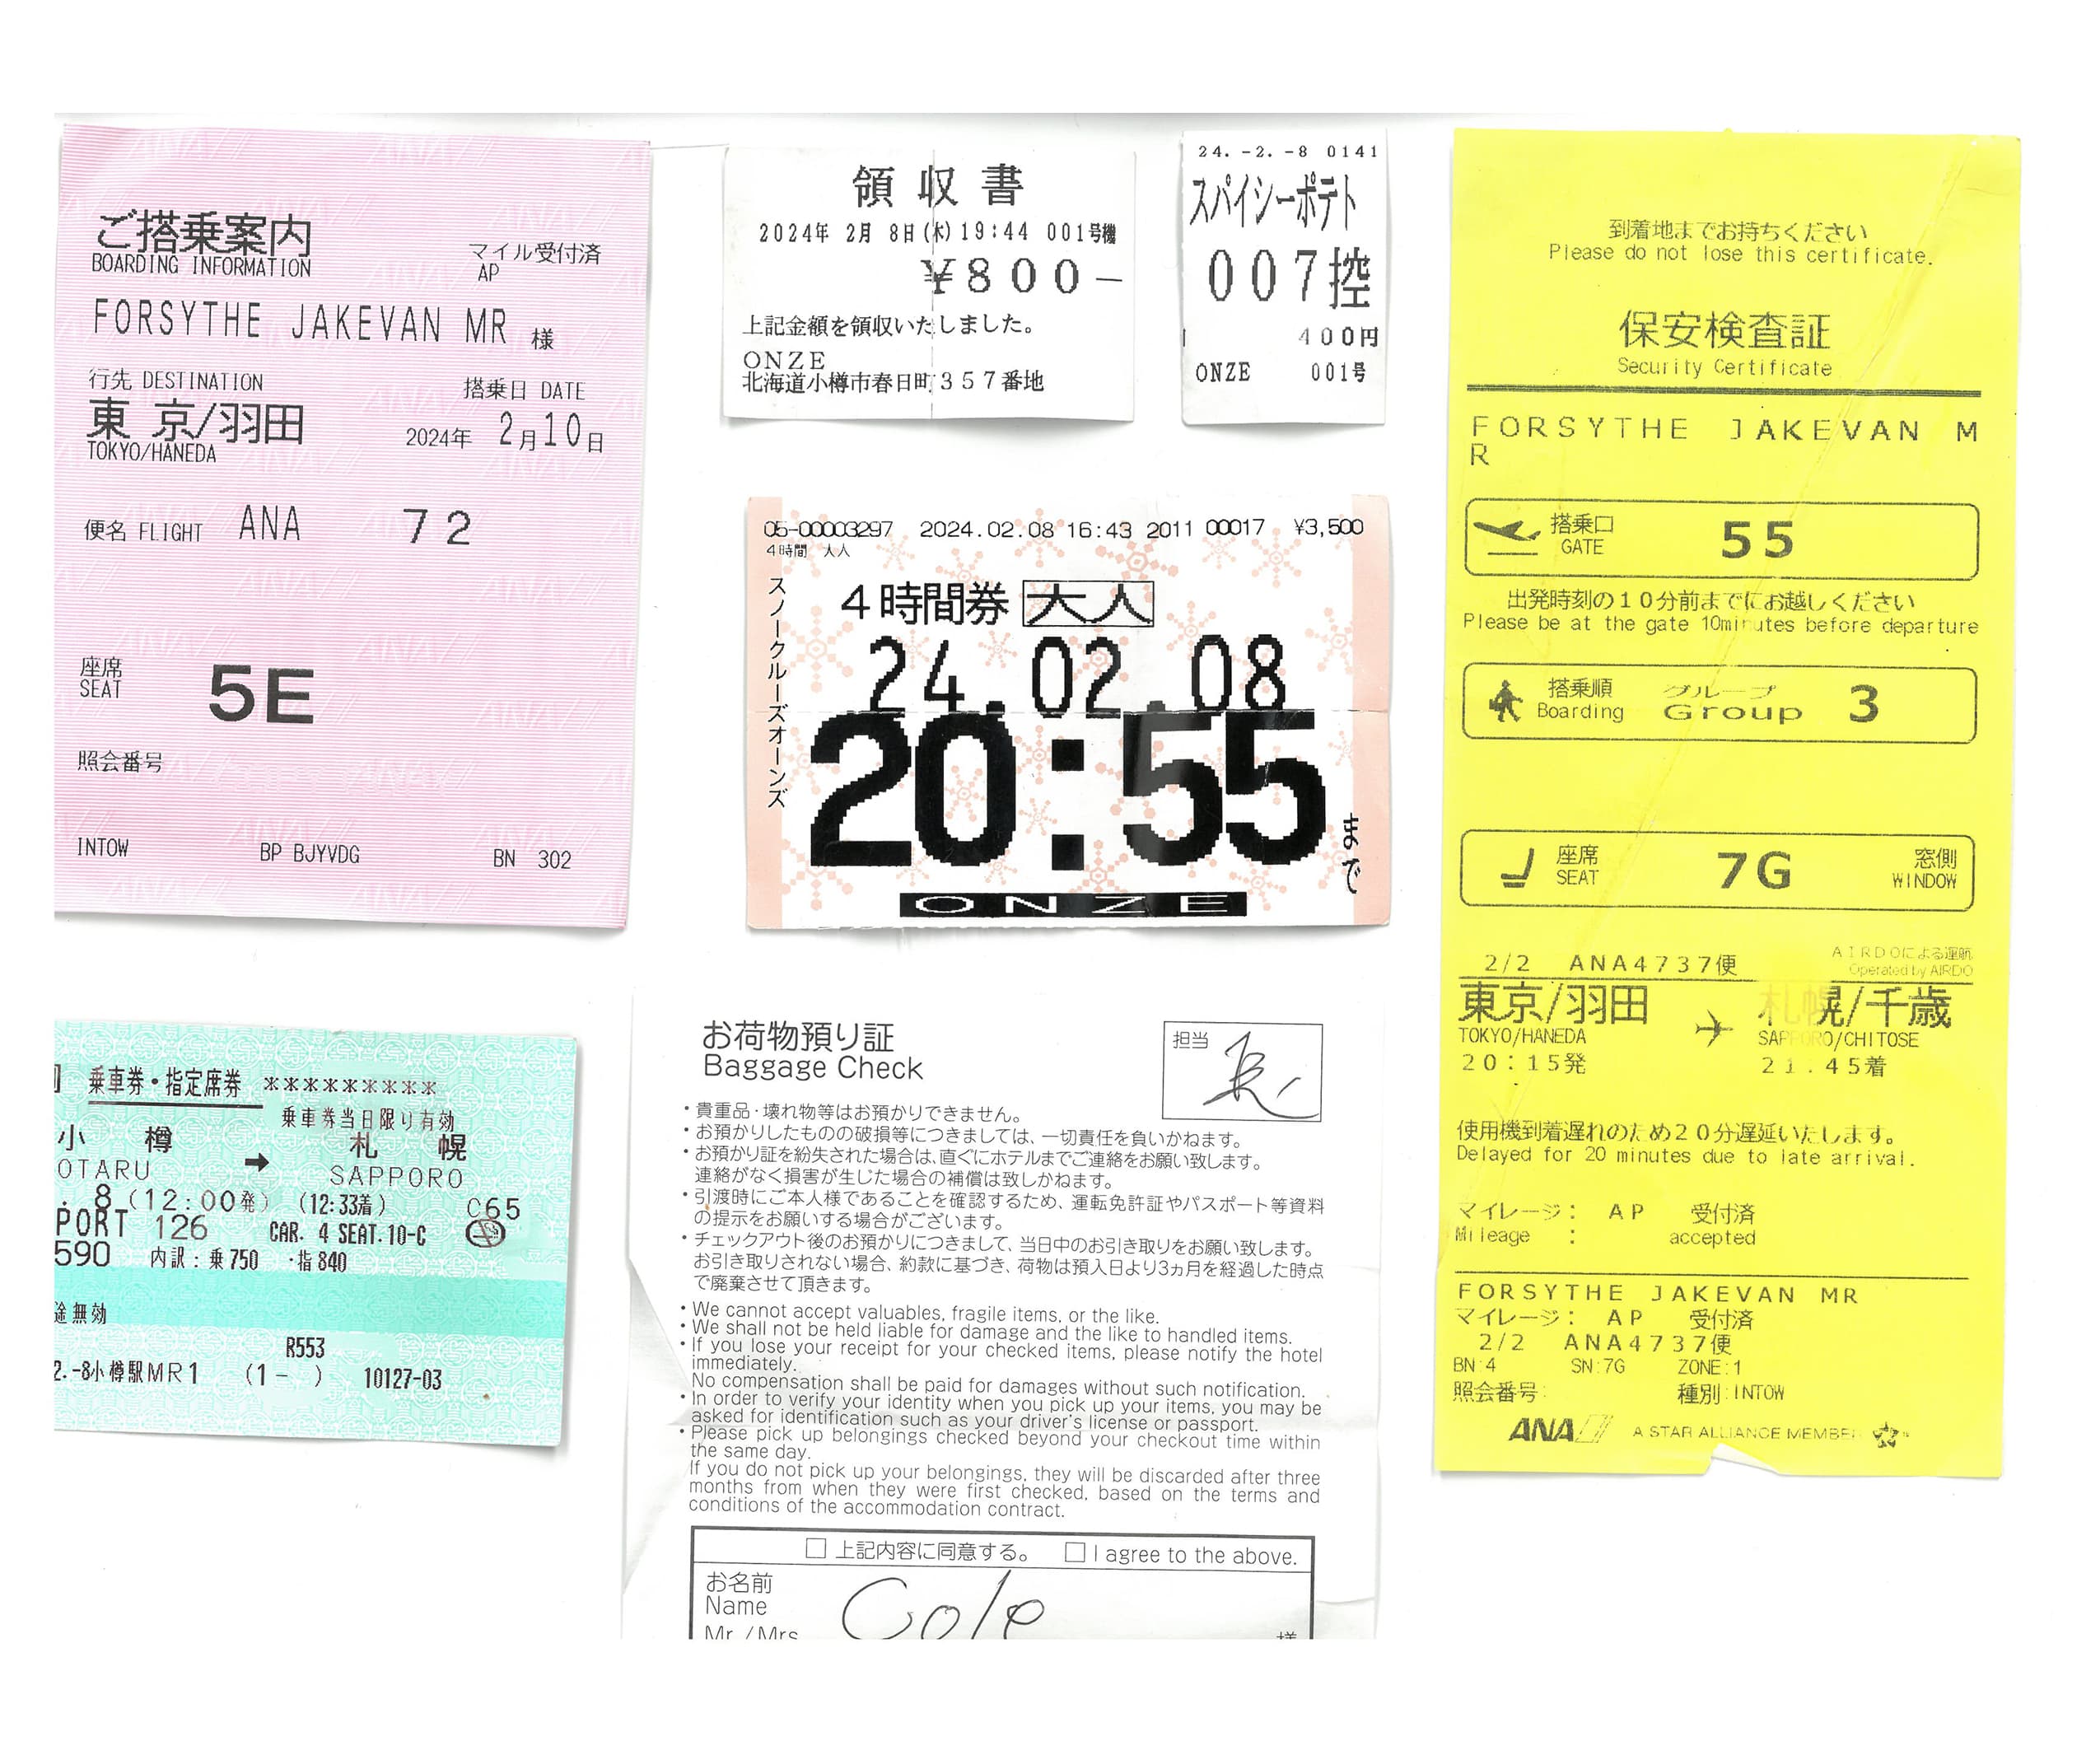 ご搭乗案内
BOARDING INFORMATION
マイル受付済
AP
FORSYTHE JAKEVAN MR 様
行先 DESTINATION
搭乗日 DATE
東 京/羽田
TOKYO/HANEDA
2024年 2月10日
便名 FLIGHT ANA 72
座席
SEAT
5E
照会番号
INTOW BP BJYVDG BN 302
領収書
2024年 2月 8日(木)19:44 001号機
¥800-
上記金額を領収いたしました。
ONZE
北海道小樽市春日町357番地
24.-2.-8 0141
スパイシーポテト
007控
400円
ONZE 001号
05-00003297 2024.02.08 16:43 2011 00017 ¥3,500
4時間 大人
スノークルーズオーンズ
4時間券 大人
24.02.08
20:55
まで
ONZE
到着地までお持ちください
Please do not lose this certificate.
保安検査証
Security Certificate
FORSYTHE JAKEVAN M
R
搭乗口
GATE
55
出発時刻の10分前までにお越しください
Please be at the gate 10minutes before departure
搭乗順
Boarding
グループ
Group
3
座席
SEAT
7G
窓側
WINDOW
2/2 ANA4737便
AIRDOによる運航
Operated by AIRDO
東京/羽田
札幌/千歳
TOKYO/HANEDA
SAPPORO/CHITOSE
20:15発
21.45着
使用機到着遅れのため20分遅延いたします。
Delayed for 20 minutes due to late arrival.
マイレージ: AP 受付済
Mileage : accepted
FORSYTHE JAKEVAN MR
マイレージ: AP 受付済
2/2 ANA4737便
BN:4 SN:7G ZONE:1
照会番号: 種別:INTOW
ANA A STAR ALLIANCE MEMBER
乗車券・指定席券 *********
乗車券当日限り有効
小 樽 → 札 幌
OTARU SAPPORO
.8(12:00発) (12:33着) C65
PORT 126 CAR. 4 SEAT.10-C
590 内訳:乗750 ・指840
途無効
R553
2.-8小樽駅MR1 (1- ) 10127-03
お荷物預り証
Baggage Check
担当
・貴重品・壊れ物等はお預かりできません。
・お預かりしたものの破損等につきましては、一切責任を負いかねます。
・お預かり証を紛失された場合は、直ぐにホテルまでご連絡をお願い致します。
連絡がなく損害が生じた場合の補償は致しかねます。
・引渡時にご本人様であることを確認するため、運転免許証やパスポート等資料
の提示をお願いする場合がございます。
・チェックアウト後のお預かりにつきまして、当日中のお引き取りをお願い致します。
お引き取りされない場合、約款に基づき、荷物は預入日より3ヵ月を経過した時点
で廃棄させて頂きます。
・We cannot accept valuables, fragile items, or the like.
・We shall not be held liable for damage and the like to handled items.
・If you lose your receipt for your checked items, please notify the hotel
immediately.
No compensation shall be paid for damages without such notification.
・In order to verify your identity when you pick up your items, you may be
asked for identification such as your driver's license or passport.
・Please pick up belongings checked beyond your checkout time within
the same day.
If you do not pick up your belongings, they will be discarded after three
months from when they were first checked, based on the terms and
conditions of the accommodation contract.
□ 上記内容に同意する。 □ I agree to the above.
お名前
Name
Cole
Mr./Mrs. 様